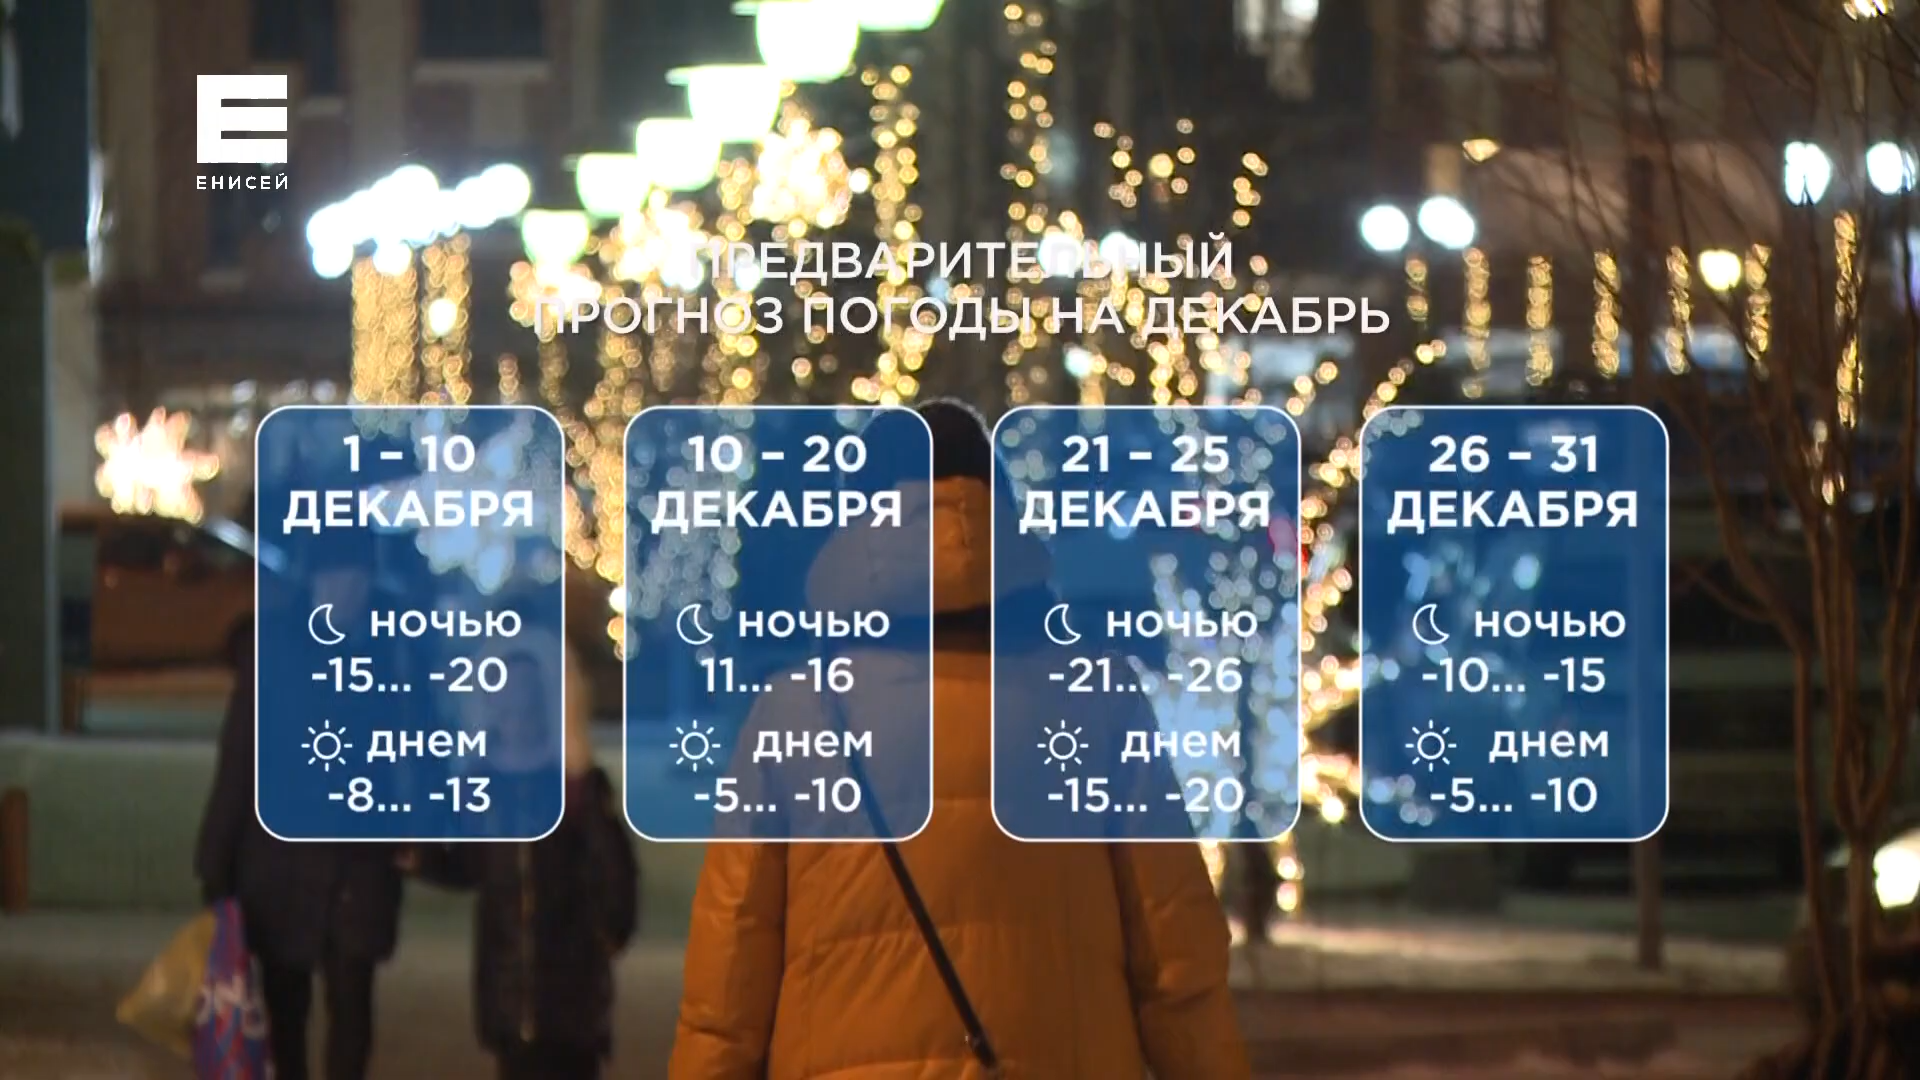 ЕНИСЕЙ
ПРЕДВАРИТЕЛЬНЫЙ
ПРОГНОЗ ПОГОДЫ НА ДЕКАБРЬ
1 – 10
ДЕКАБРЯ
ночью
-15... -20
днем
-8... -13
10 – 20
ДЕКАБРЯ
ночью
11... -16
днем
-5... -10
21 – 25
ДЕКАБРЯ
ночью
-21... -26
днем
-15... -20
26 – 31
ДЕКАБРЯ
ночью
-10... -15
днем
-5... -10